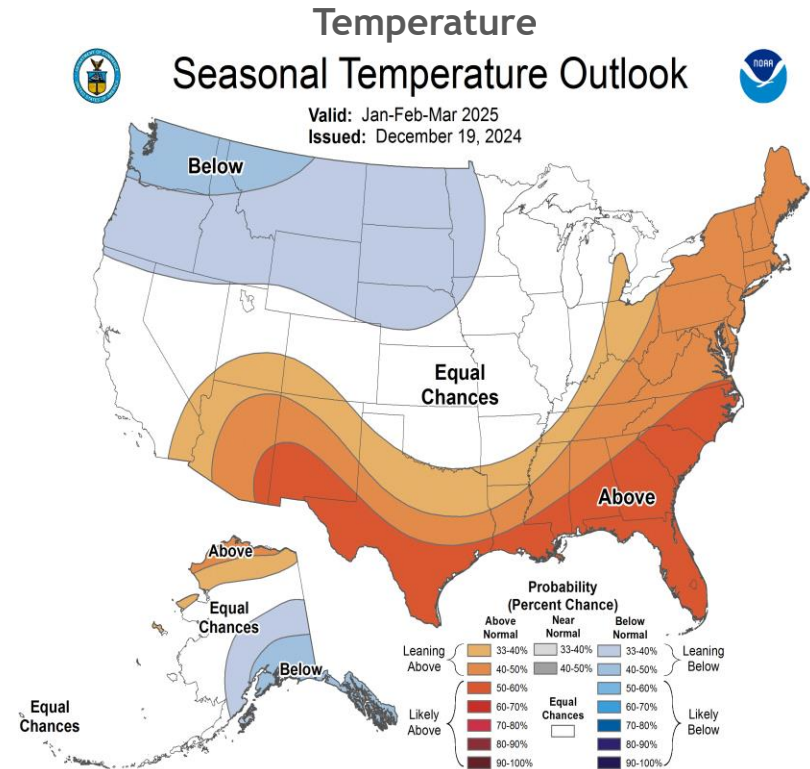 Temperature
Seasonal Temperature Outlook
NOAA
Valid: Jan-Feb-Mar 2025
Issued: December 19, 2024
Below
Equal
Chances
Above
Above
Equal
Chances
Below
Equal
Chances
Probability
(Percent Chance)
Above
Normal
Near
Normal
Below
Normal
Leaning
Above
33-40%
40-50%
33-40%
40-50%
33-40%
40-50%
Leaning
Below
Likely
Above
50-60%
60-70%
70-80%
80-90%
90-100%
Equal
Chances
50-60%
60-70%
70-80%
80-90%
90-100%
Likely
Below